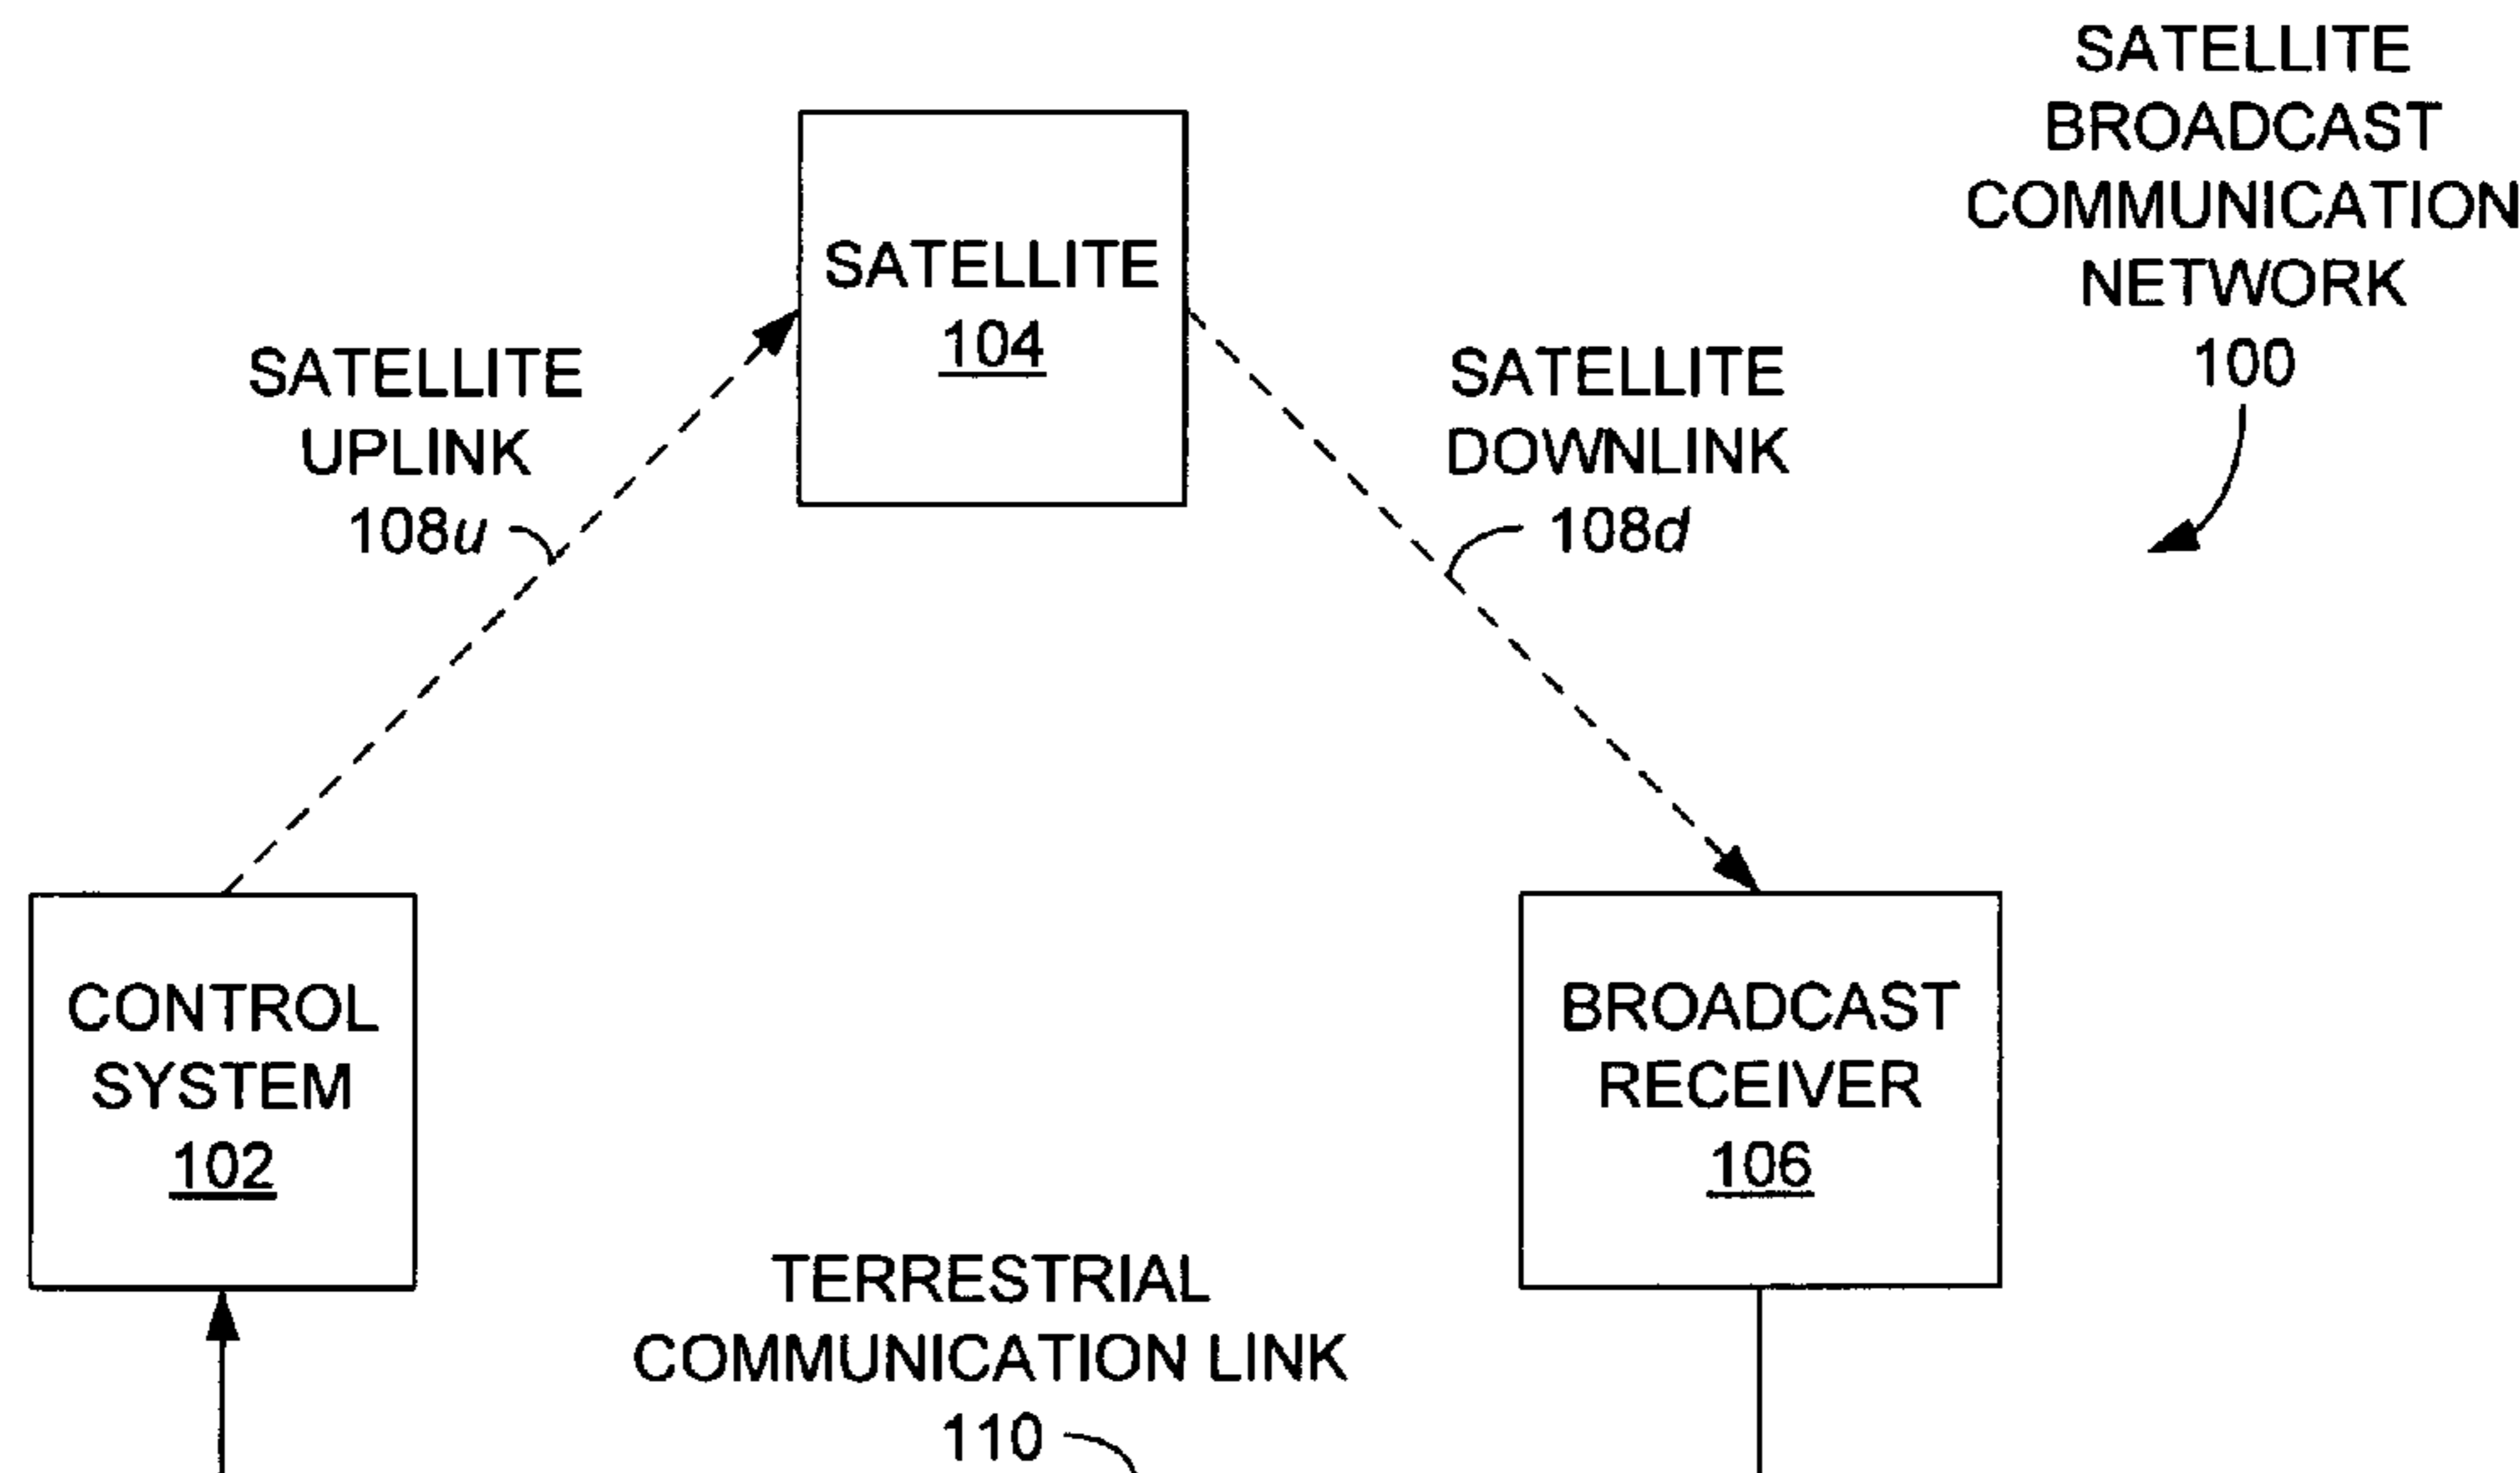 SATELLITE
BROADCAST
COMMUNICATION
NETWORK
100
SATELLITE
104
SATELLITE
UPLINK
108u
SATELLITE
DOWNLINK
108d
CONTROL
SYSTEM
102
BROADCAST
RECEIVER
106
TERRESTRIAL
COMMUNICATION LINK
110